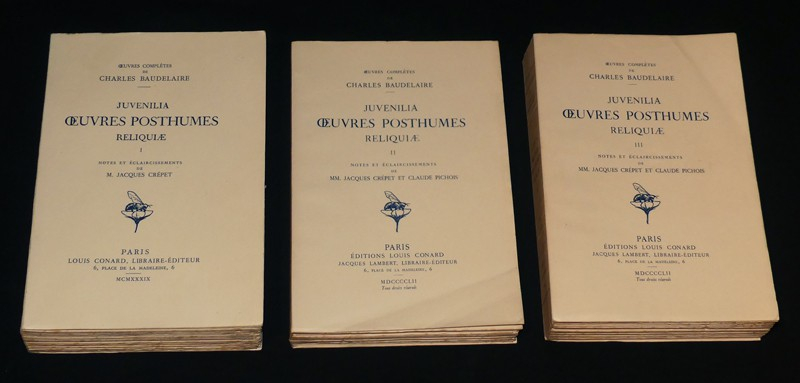 ŒUVRES COMPLÈTES
DE
CHARLES BAUDELAIRE
JUVENILIA
ŒUVRES POSTHUMES
RELIQUIÆ
I
NOTES ET ÉCLAIRCISSEMENTS
DE
M. JACQUES CRÉPET
PARIS
LOUIS CONARD, LIBRAIRE-ÉDITEUR
6, PLACE DE LA MADELEINE, 6
MCMXXXIX
ŒUVRES COMPLÈTES
DE
CHARLES BAUDELAIRE
JUVENILIA
ŒUVRES POSTHUMES
RELIQUIÆ
II
NOTES ET ÉCLAIRCISSEMENTS
DE
MM. JACQUES CRÉPET ET CLAUDE PICHOIS
PARIS
ÉDITIONS LOUIS CONARD
JACQUES LAMBERT, LIBRAIRE-ÉDITEUR
6, PLACE DE LA MADELEINE, 6
MDCCCCLII
Tous droits réservés
ŒUVRES COMPLÈTES
DE
CHARLES BAUDELAIRE
JUVENILIA
ŒUVRES POSTHUMES
RELIQUIÆ
III
NOTES ET ÉCLAIRCISSEMENTS
DE
MM. JACQUES CRÉPET ET CLAUDE PICHOIS
PARIS
ÉDITIONS LOUIS CONARD
JACQUES LAMBERT, LIBRAIRE-ÉDITEUR
6, PLACE DE LA MADELEINE, 6
MDCCCCLII
Tous droits réservés